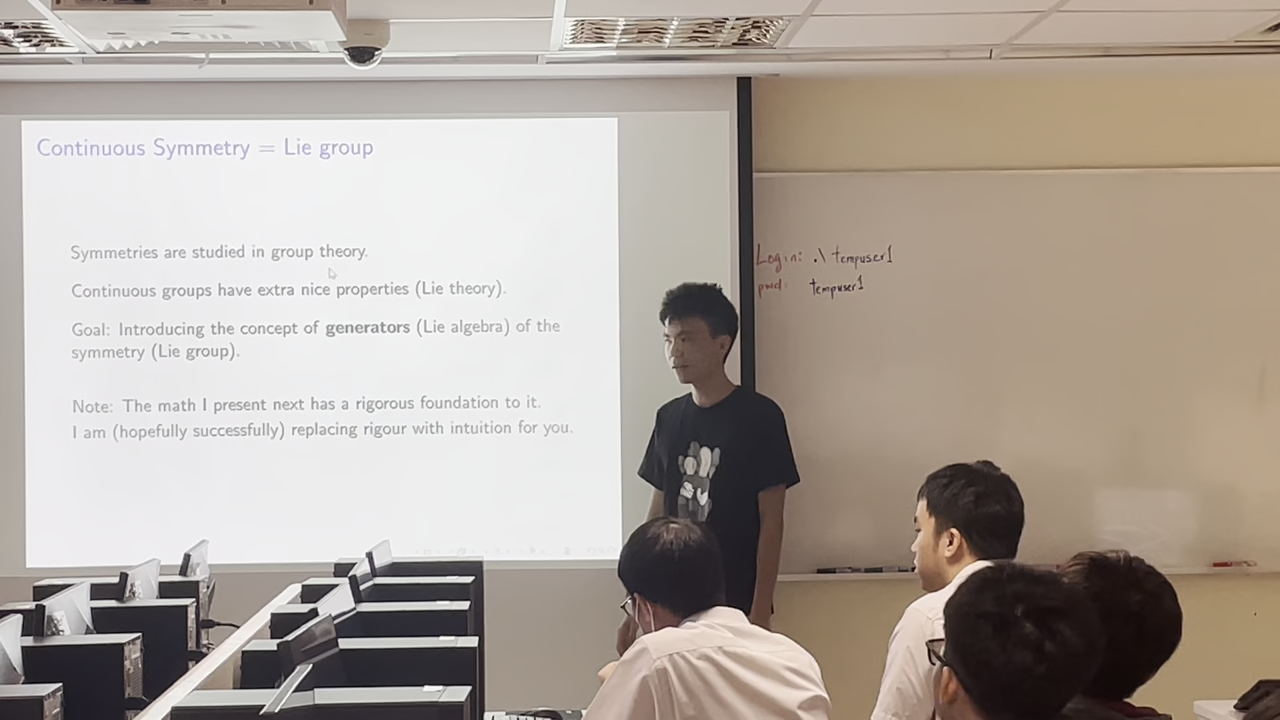 Continuous Symmetry = Lie group
Symmetries are studied in group theory.
Continuous groups have extra nice properties (Lie theory).
Goal: Introducing the concept of generators (Lie algebra) of the
symmetry (Lie group).
Note: The math I present next has a rigorous foundation to it.
I am (hopefully successfully) replacing rigour with intuition for you.
Login: .\ tempuser1
pwd: tempuser1